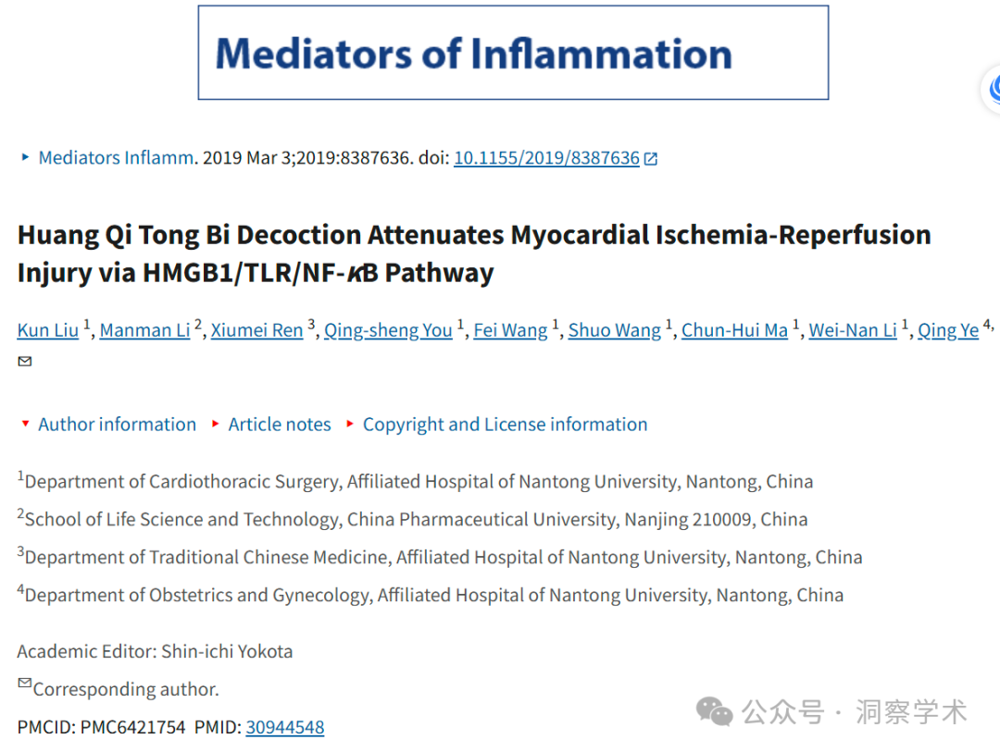 Mediators of Inflammation
Mediators Inflamm. 2019 Mar 3;2019:8387636. doi: 10.1155/2019/8387636
Huang Qi Tong Bi Decoction Attenuates Myocardial Ischemia-Reperfusion
Injury via HMGB1/TLR/NF-κB Pathway
Kun Liu 1, Manman Li 2, Xiumei Ren 3, Qing-sheng You 1, Fei Wang 1, Shuo Wang 1, Chun-Hui Ma 1, Wei-Nan Li 1, Qing Ye 4,
Author information Article notes Copyright and License information
1Department of Cardiothoracic Surgery, Affiliated Hospital of Nantong University, Nantong, China
2School of Life Science and Technology, China Pharmaceutical University, Nanjing 210009, China
3Department of Traditional Chinese Medicine, Affiliated Hospital of Nantong University, Nantong, China
4Department of Obstetrics and Gynecology, Affiliated Hospital of Nantong University, Nantong, China
Academic Editor: Shin-ichi Yokota
Corresponding author.
PMCID: PMC6421754 PMID: 30944548
公众号 · 洞察学术